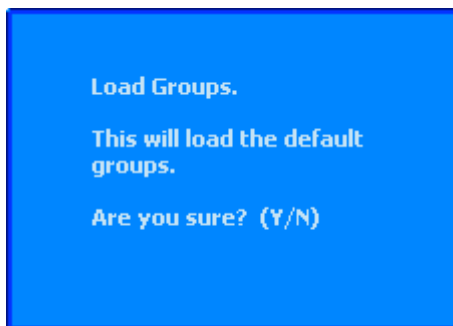 Load Groups.
This will load the default
groups.
Are you sure?  (Y/N)